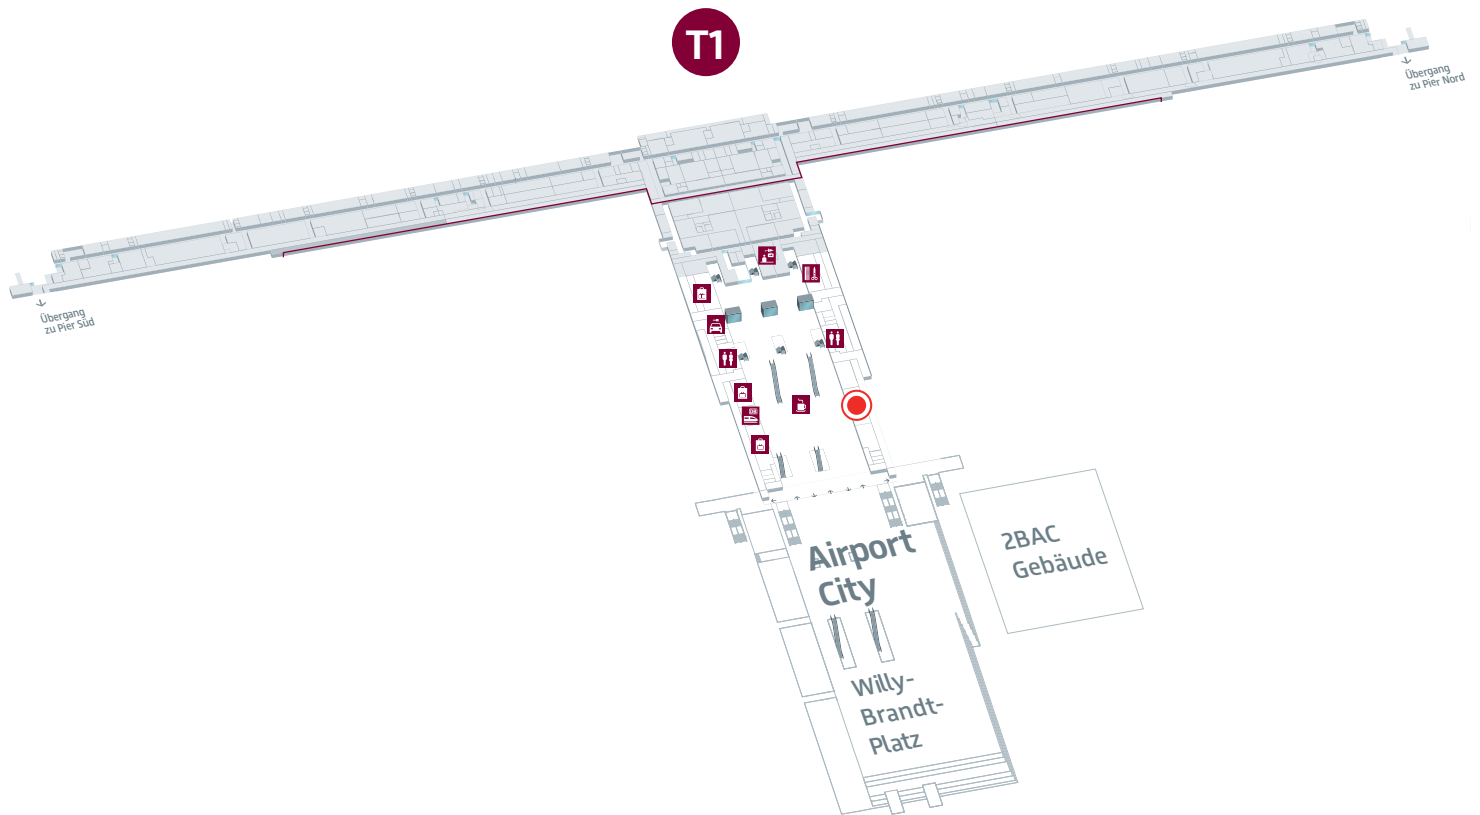 T1
Übergang
zu Pier Nord
Übergang
zu Pier Süd
Airport
City
2BAC
Gebäude
Willy-
Brandt-
Platz